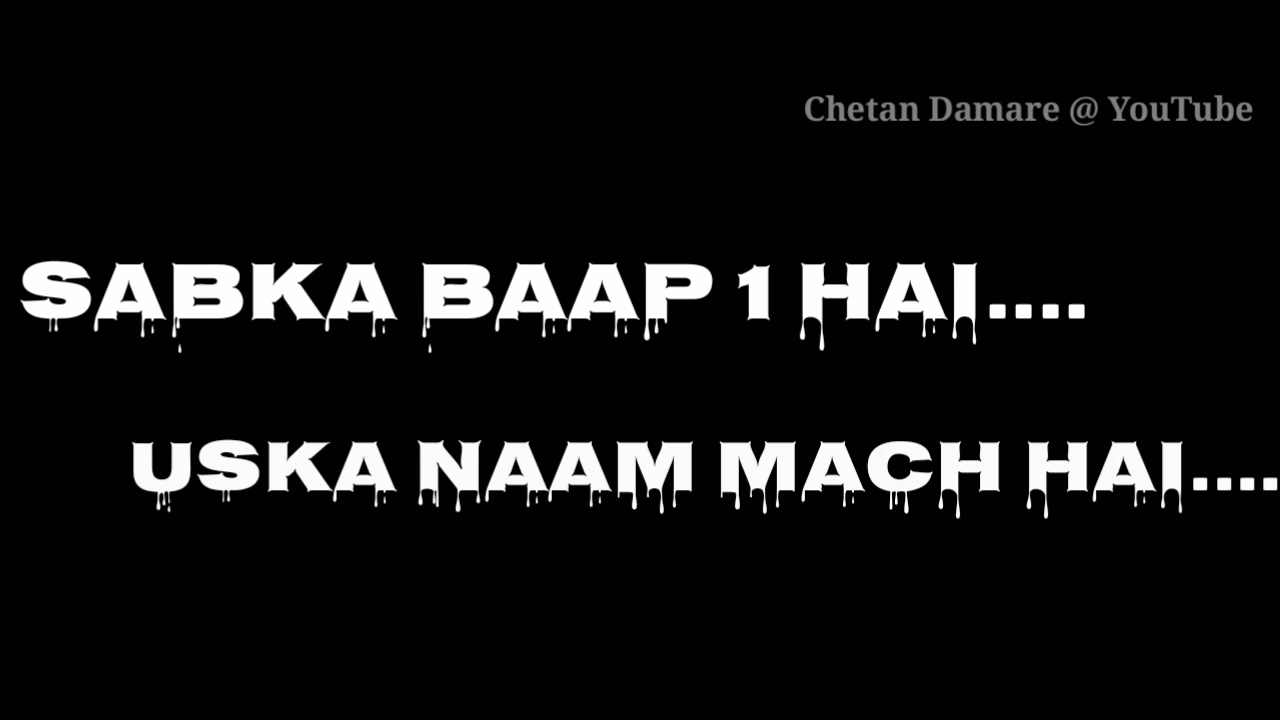 Chetan Damare @ YouTube
SABKA BAAP 1 HAI....
USKA NAAM MACH HAI....